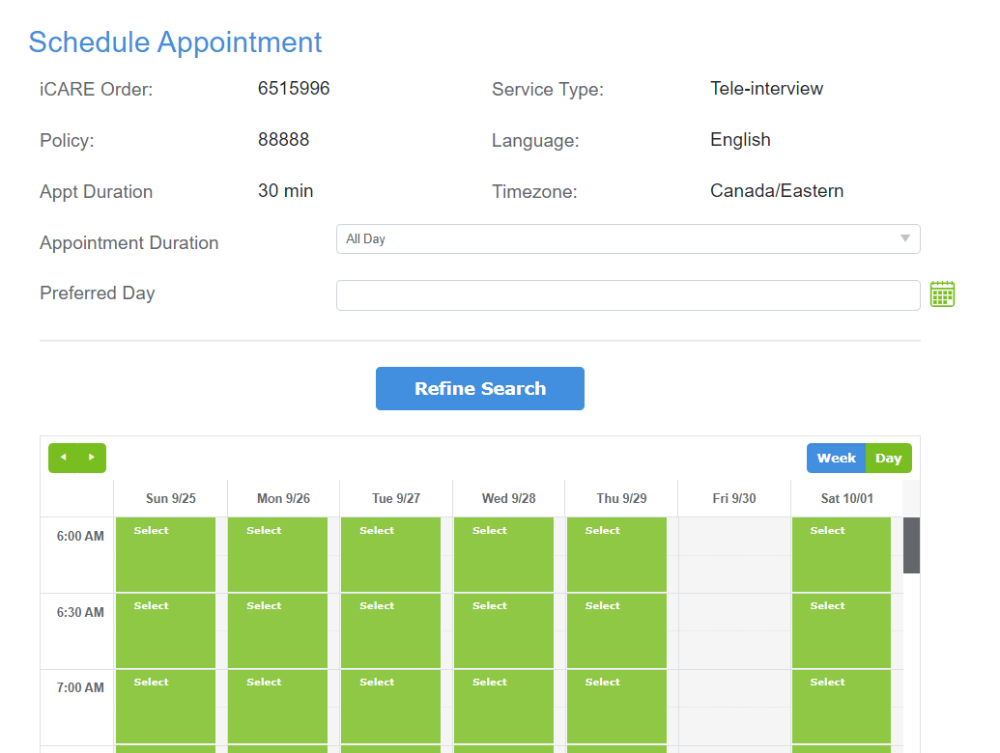 Schedule Appointment
iCARE Order: 6515996 Service Type: Tele-interview
Policy: 88888 Language: English
Appt Duration 30 min Timezone: Canada/Eastern
Appointment Duration All Day
Preferred Day
Refine Search
Week Day
Sun 9/25 Mon 9/26 Tue 9/27 Wed 9/28 Thu 9/29 Fri 9/30 Sat 10/01
6:00 AM Select Select Select Select Select Select
6:30 AM Select Select Select Select Select Select
7:00 AM Select Select Select Select Select Select